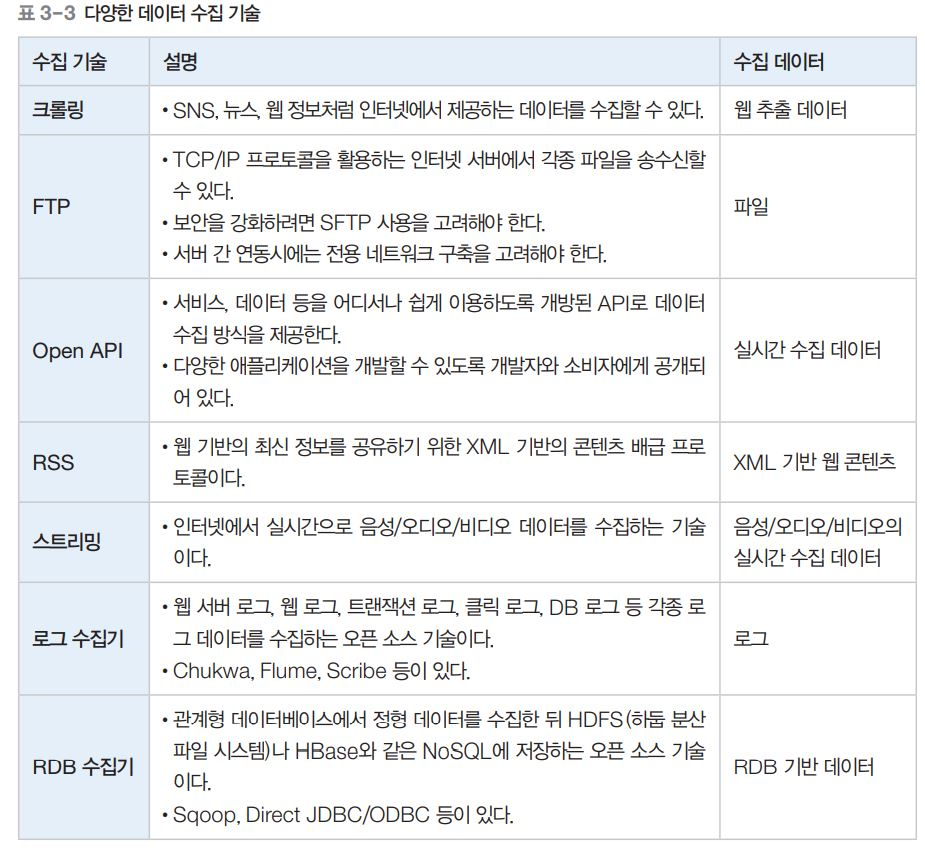 표 3-3 다양한 데이터 수집 기술
수집 기술
설명
수집 데이터
크롤링
• SNS, 뉴스, 웹 정보처럼 인터넷에서 제공하는 데이터를 수집할 수 있다.
웹 추출 데이터
FTP
• TCP/IP 프로토콜을 활용하는 인터넷 서버에서 각종 파일을 송수신할
수 있다.
• 보안을 강화하려면 SFTP 사용을 고려해야 한다.
• 서버 간 연동시에는 전용 네트워크 구축을 고려해야 한다.
파일
Open API
• 서비스, 데이터 등을 어디서나 쉽게 이용하도록 개방된 API로 데이터
수집 방식을 제공한다.
• 다양한 애플리케이션을 개발할 수 있도록 개발자와 소비자에게 공개되
어 있다.
실시간 수집 데이터
RSS
• 웹 기반의 최신 정보를 공유하기 위한 XML 기반의 콘텐츠 배급 프로
토콜이다.
XML 기반 웹 콘텐츠
스트리밍
• 인터넷에서 실시간으로 음성/오디오/비디오 데이터를 수집하는 기술
이다.
음성/오디오/비디오의
실시간 수집 데이터
로그 수집기
• 웹 서버 로그, 웹 로그, 트랜잭션 로그, 클릭 로그, DB 로그 등 각종 로
그 데이터를 수집하는 오픈 소스 기술이다.
• Chukwa, Flume, Scribe 등이 있다.
로그
RDB 수집기
• 관계형 데이터베이스에서 정형 데이터를 수집한 뒤 HDFS(하둡 분산
파일 시스템)나 HBase와 같은 NoSQL에 저장하는 오픈 소스 기술
이다.
• Sqoop, Direct JDBC/ODBC 등이 있다.
RDB 기반 데이터